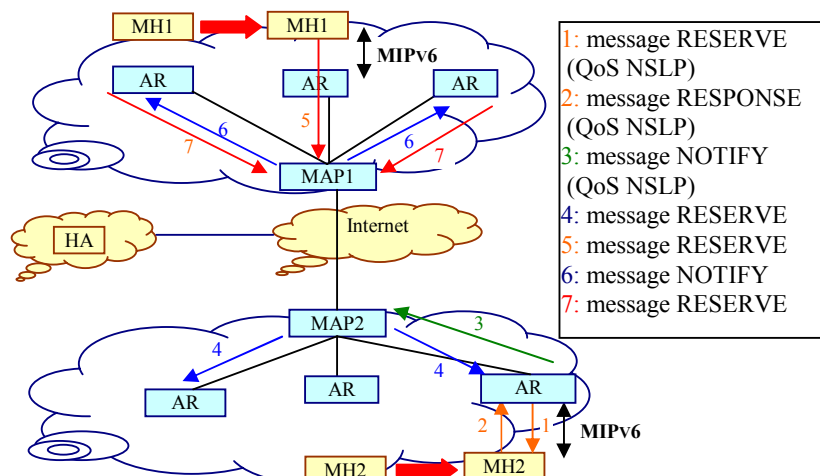 MH1
MH1
MIPv6
AR
AR
AR
7
6
5
6
7
MAP1
HA
Internet
MAP2
3
4
4
AR
AR
AR
2
1
MIPv6
MH2
MH2
1: message RESERVE
(QoS NSLP)
2: message RESPONSE
(QoS NSLP)
3: message NOTIFY
(QoS NSLP)
4: message RESERVE
5: message RESERVE
6: message NOTIFY
7: message RESERVE